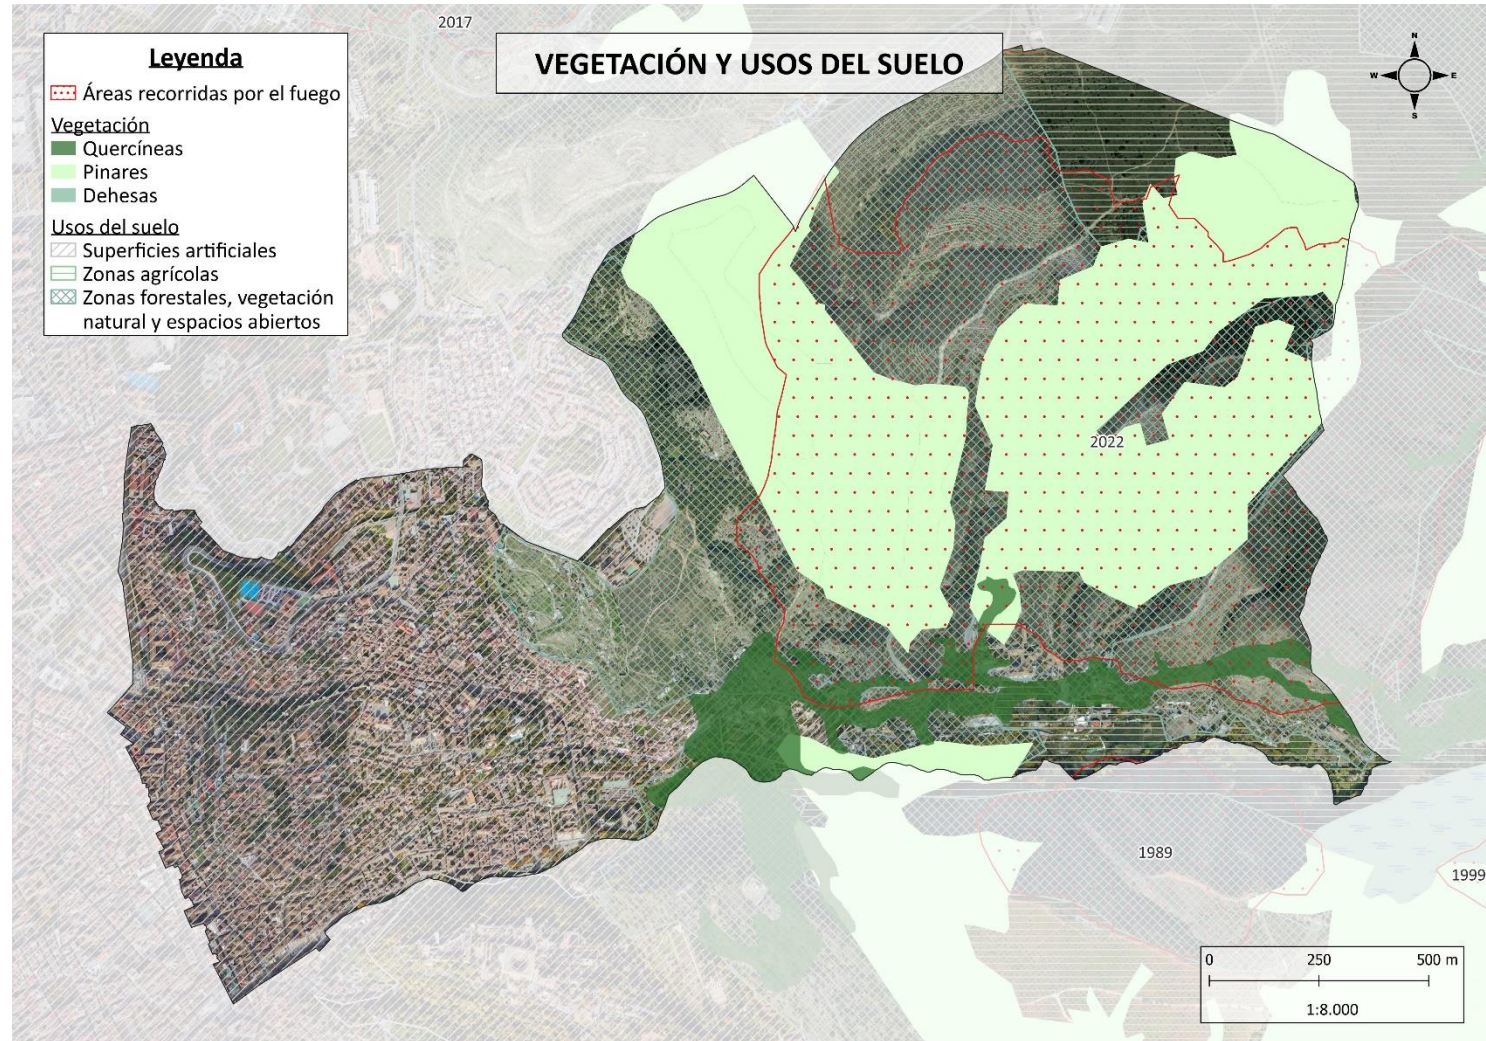 2017
Leyenda
Áreas recorridas por el fuego
Vegetación
Quercíneas
Pinares
Dehesas
Usos del suelo
Superficies artificiales
Zonas agrícolas
Zonas forestales, vegetación
natural y espacios abiertos
VEGETACIÓN Y USOS DEL SUELO
N
W E
S
2022
1989
1999
0 250 500 m
1:8.000